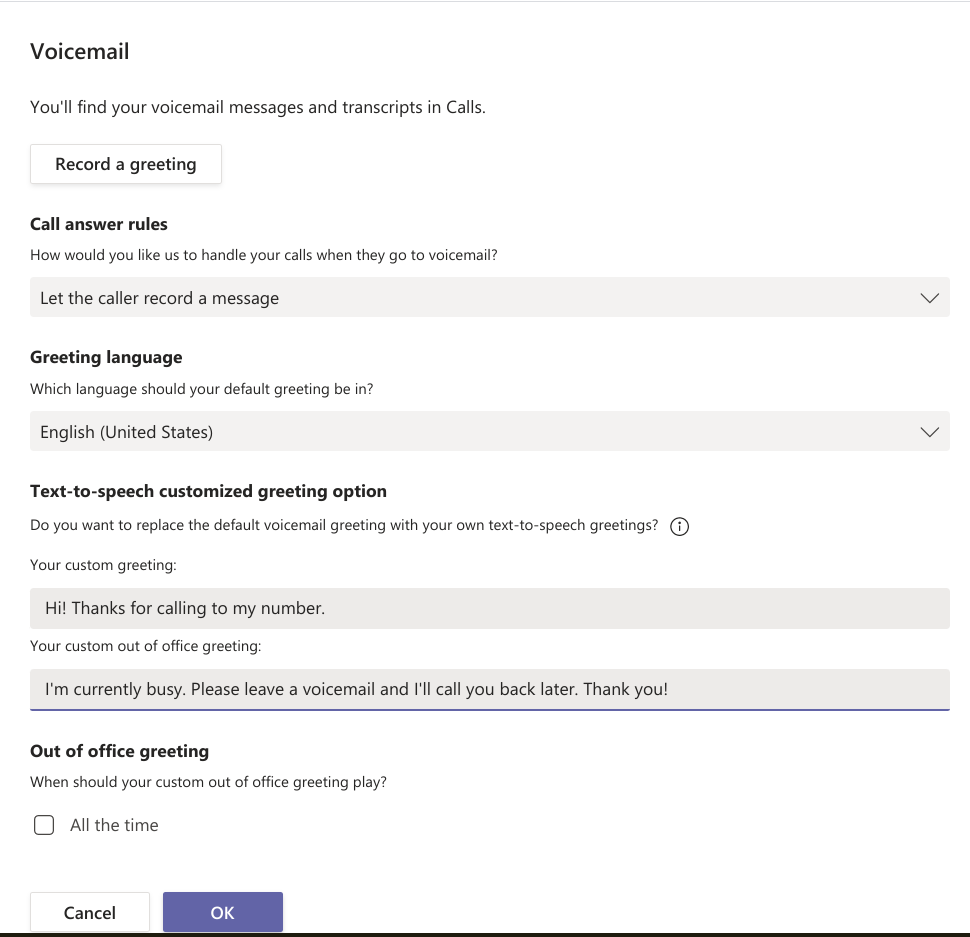 Voicemail
You'll find your voicemail messages and transcripts in Calls.
Record a greeting
Call answer rules
How would you like us to handle your calls when they go to voicemail?
Let the caller record a message
Greeting language
Which language should your default greeting be in?
English (United States)
Text-to-speech customized greeting option
Do you want to replace the default voicemail greeting with your own text-to-speech greetings?
Your custom greeting:
Hi! Thanks for calling to my number.
Your custom out of office greeting:
I'm currently busy. Please leave a voicemail and I'll call you back later. Thank you!
Out of office greeting
When should your custom out of office greeting play?
All the time
Cancel OK